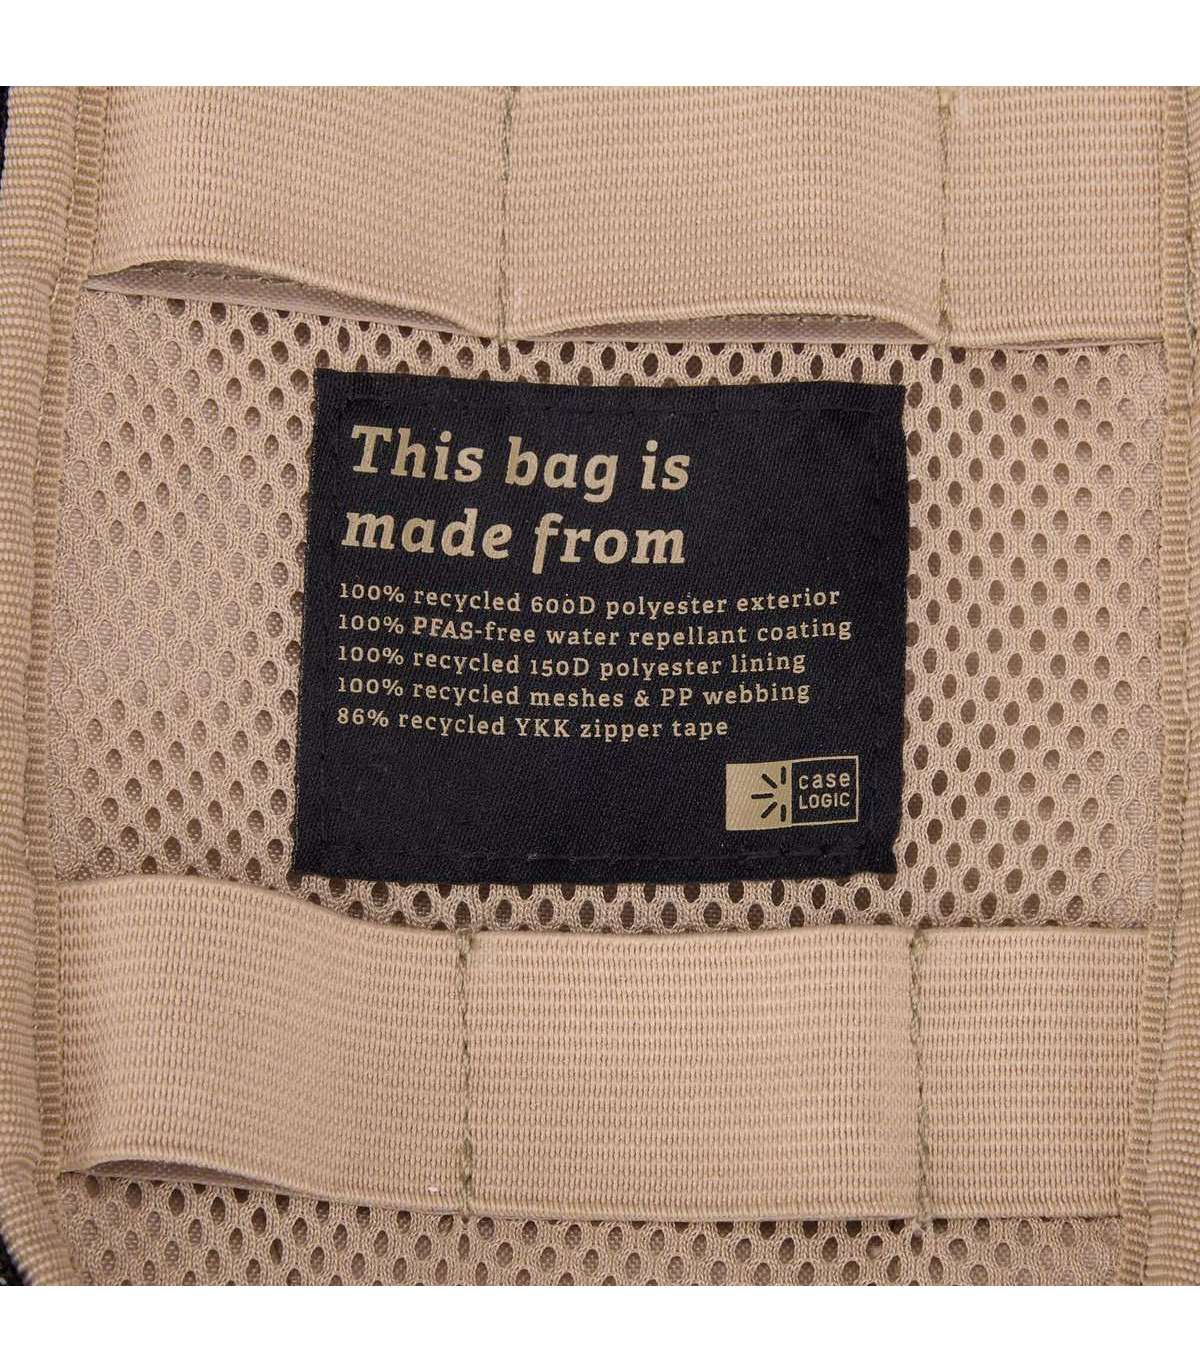 This bag is
made from
100% recycled 600D polyester exterior
100% PFAS-free water repellant coating
100% recycled 150D polyester lining
100% recycled meshes & PP webbing
86% recycled YKK zipper tape
case
LOGIC